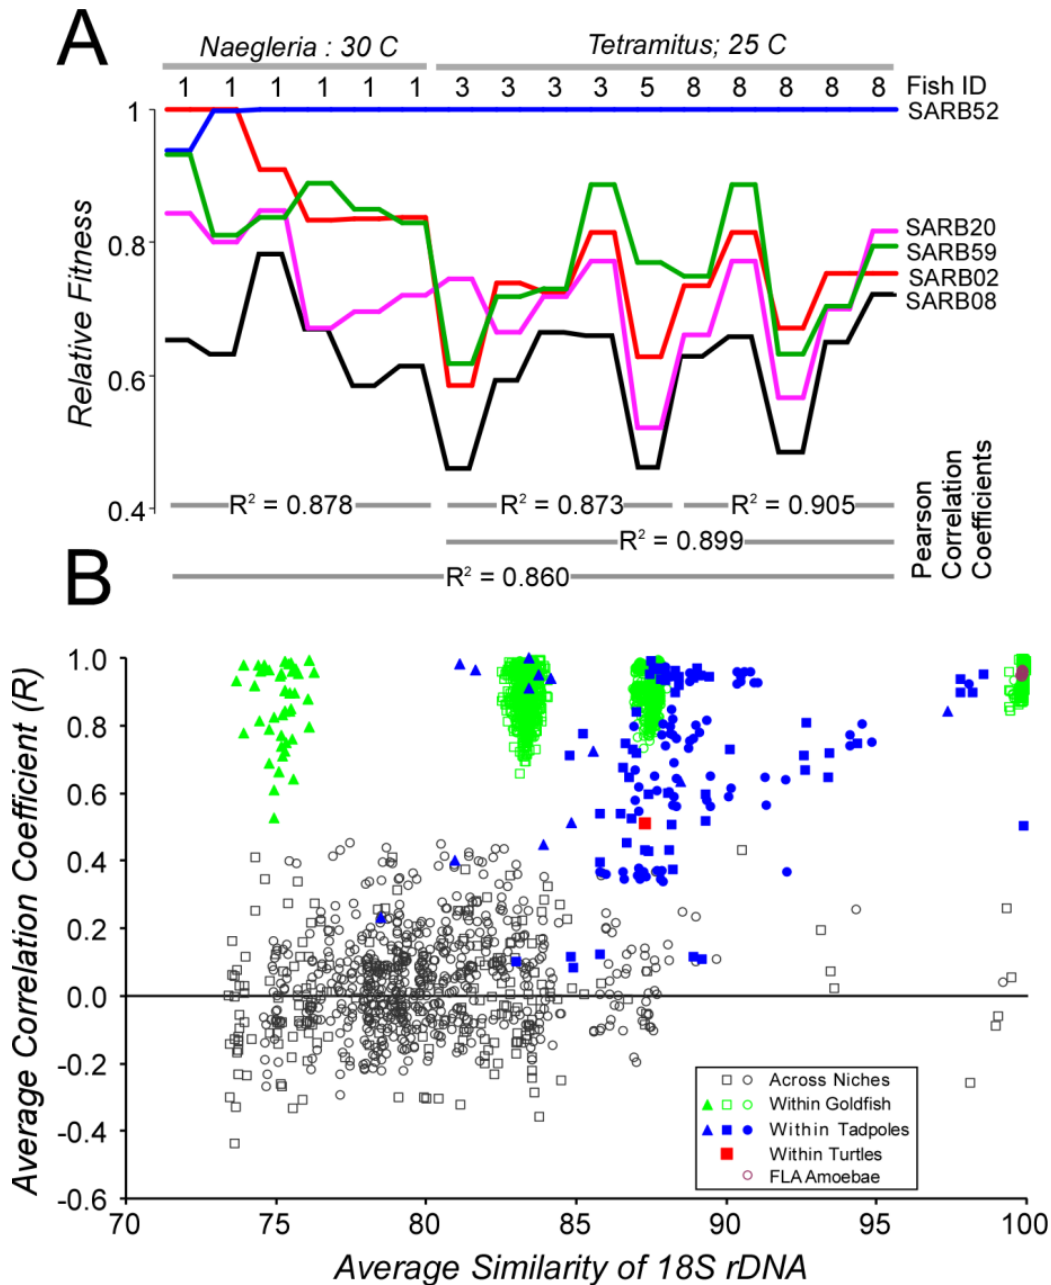 A
Naegleria : 30 C
Tetramitus; 25 C
1 1 1 1 1 1 3 3 3 3 5 8 8 8 8 8 Fish ID
1
0.8
0.6
0.4
Relative Fitness
SARB52
SARB20
SARB59
SARB02
SARB08
R² = 0.878
R² = 0.873
R² = 0.905
R² = 0.899
R² = 0.860
Pearson
Correlation
Coefficients
B
Average Correlation Coefficient (R)
1.0
0.8
0.6
0.4
0.2
0.0
-0.2
-0.4
-0.6
Across Niches
Within Goldfish
Within Tadpoles
Within Turtles
FLA Amoebae
70 75 80 85 90 95 100
Average Similarity of 18S rDNA